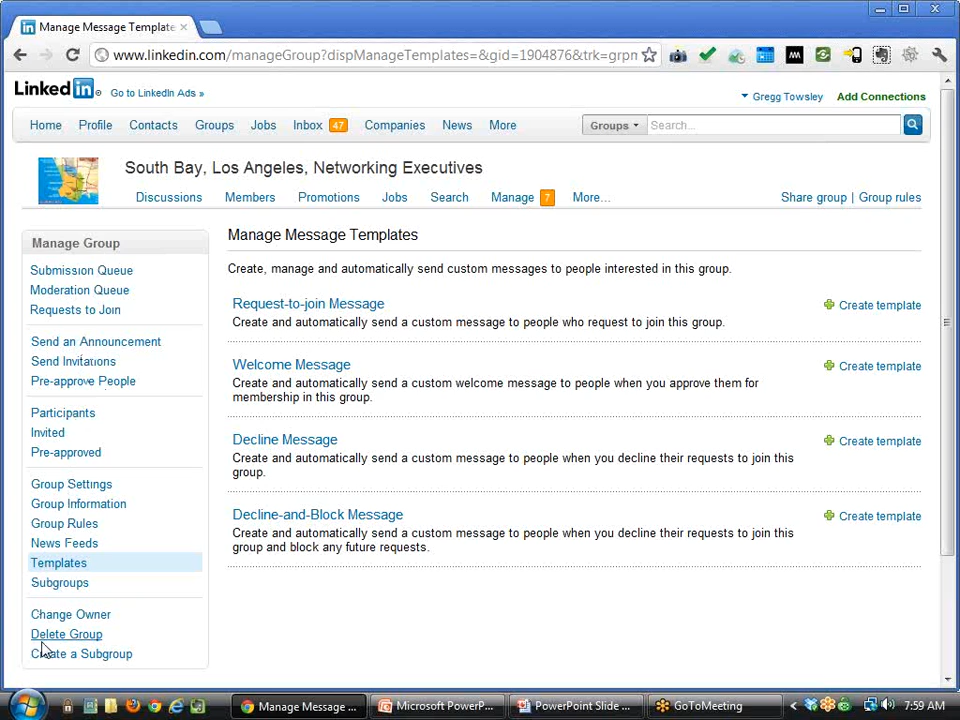 Manage Message Template
www.linkedin.com/manageGroup?dispManageTemplates=&gid=1904876&trk=grpm
Linked in
Go to LinkedIn Ads »
Gregg Towsley
Add Connections
Home Profile Contacts Groups Jobs Inbox 47 Companies News More
Groups Search...
South Bay, Los Angeles, Networking Executives
Discussions Members Promotions Jobs Search Manage 7 More...
Share group | Group rules
Manage Group
Submission Queue
Moderation Queue
Requests to Join
Send an Announcement
Send Invitations
Pre-approve People
Participants
Invited
Pre-approved
Group Settings
Group Information
Group Rules
News Feeds
Templates
Subgroups
Change Owner
Delete Group
Create a Subgroup
Manage Message Templates
Create, manage and automatically send custom messages to people interested in this group.
Request-to-join Message
Create template
Create and automatically send a custom message to people who request to join this group.
Welcome Message
Create template
Create and automatically send a custom welcome message to people when you approve them for
membership in this group.
Decline Message
Create template
Create and automatically send a custom message to people when you decline their requests to join this
group.
Decline-and-Block Message
Create template
Create and automatically send a custom message to people when you decline their requests to join this
group and block any future requests.
Manage Message ...
Microsoft PowerP...
PowerPoint Slide ...
GoToMeeting
7:59 AM